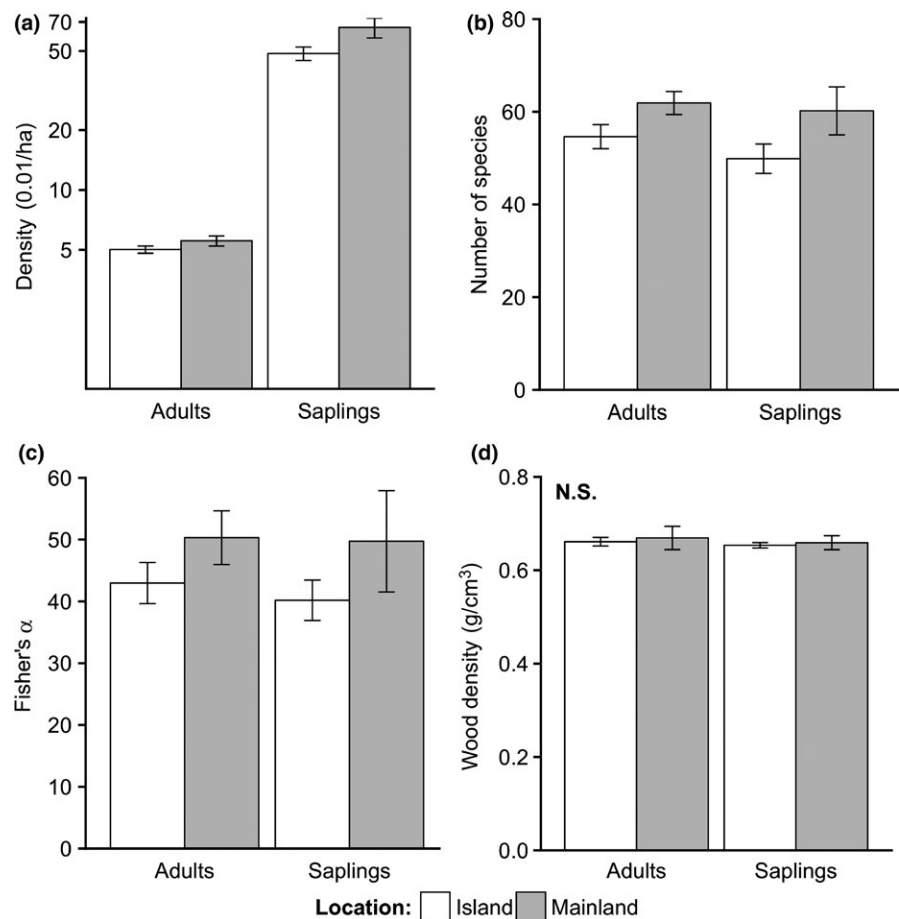 (a)
70
50
20
10
5
Density (0.01/ha)
Adults Saplings
(b)
80
60
40
20
0
Number of species
Adults Saplings
(c)
60
50
40
30
20
10
0
Fisher's α
Adults Saplings
(d)
0.8
0.6
0.4
0.2
0.0
Wood density (g/cm³)
N.S.
Adults Saplings
Location: Island Mainland